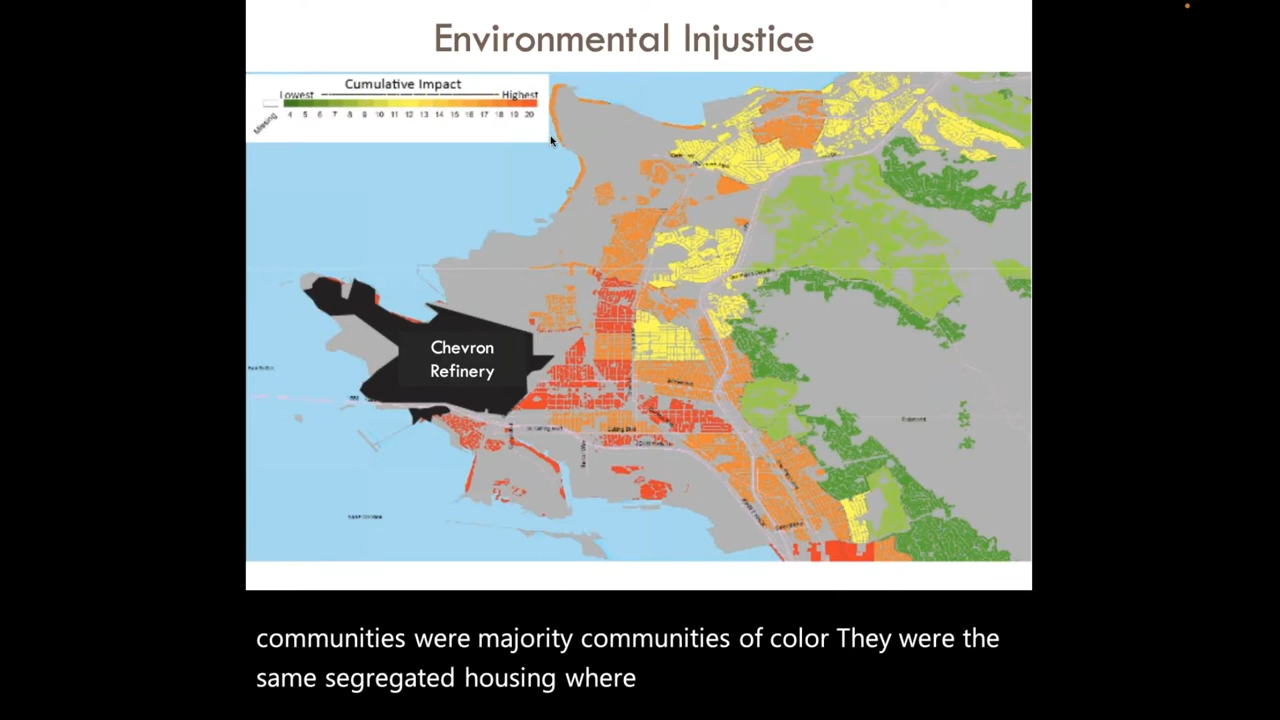 Environmental Injustice
Cumulative Impact
Lowest Highest
Missing 4 5 6 7 8 9 10 11 12 13 14 15 16 17 18 19 20
Chevron
Refinery
communities were majority communities of color They were the
same segregated housing where